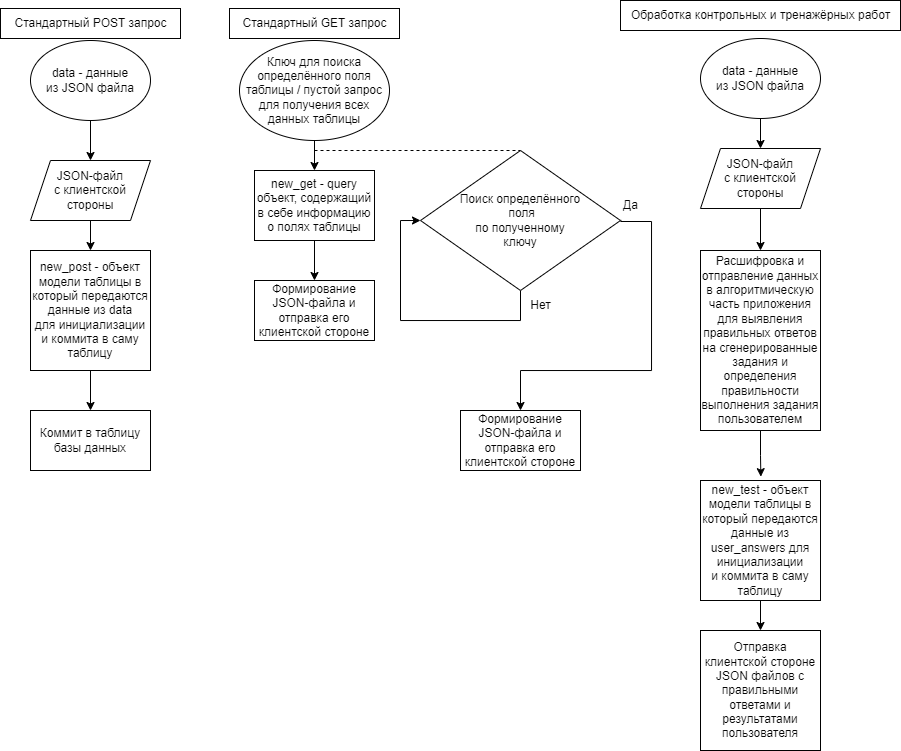 Стандартный POST запрос
data - данные
из JSON файла
JSON-файл
с клиентской
стороны
new_post - объект
модели таблицы в
который передаются
данные из data
для инициализации
и коммита в саму
таблицу
Коммит в таблицу
базы данных
Стандартный GET запрос
Ключ для поиска
определённого поля
таблицы / пустой запрос
для получения всех
данных таблицы
new_get - query
объект, содержащий
в себе информацию
о полях таблицы
Формирование
JSON-файла и
отправка его
клиентской стороне
Поиск определённого
поля
по полученному
ключу
Да
Нет
Формирование
JSON-файла и
отправка его
клиентской стороне
Обработка контрольных и тренажёрных работ
data - данные
из JSON файла
JSON-файл
с клиентской
стороны
Расшифровка и
отправление данных
в алгоритмическую
часть приложения
для выявления
правильных ответов
на сгенерированные
задания и
определения
правильности
выполнения задания
пользователем
new_test - объект
модели таблицы в
который передаются
данные из
user_answers для
инициализации
и коммита в саму
таблицу
Отправка
клиентской стороне
JSON файлов с
правильными
ответами и
результатами
пользователя